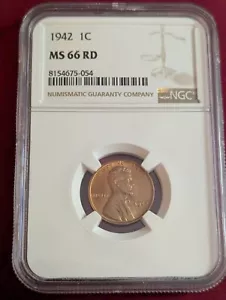 1942 1C
MS 66 RD
8154675-054
NUMISMATIC GUARANTY COMPANY
NGC